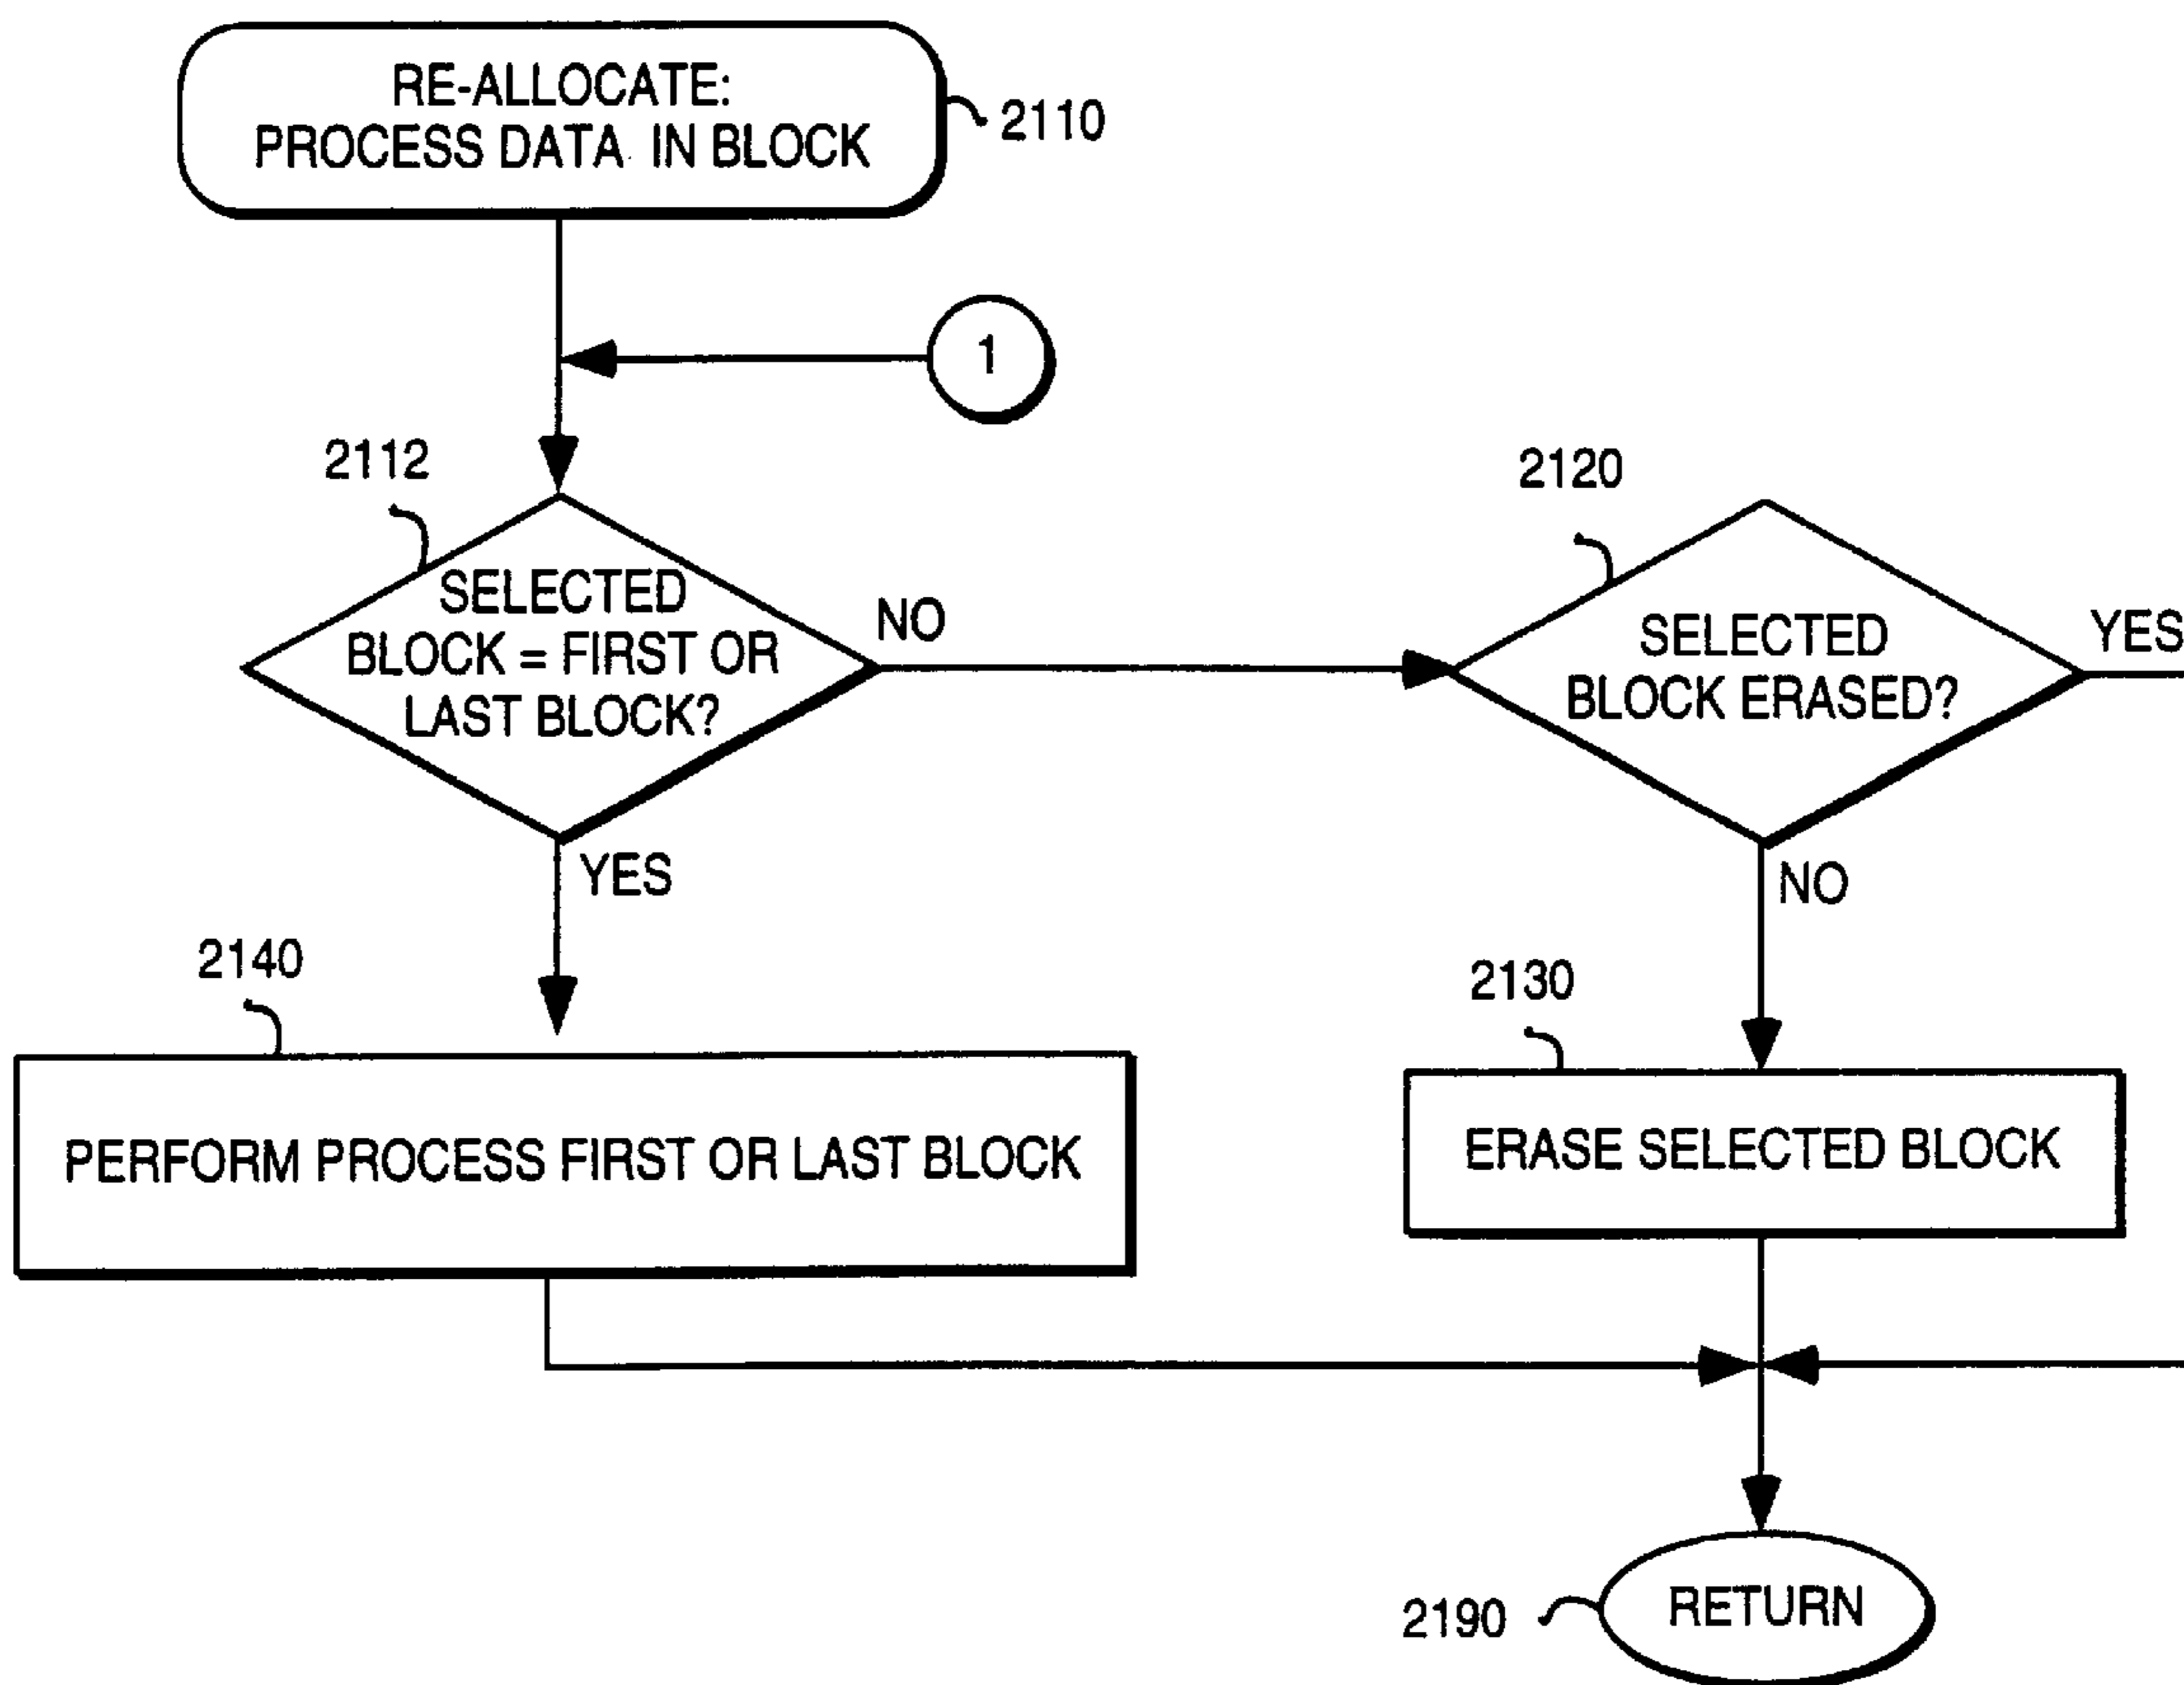 RE-ALLOCATE:
PROCESS DATA IN BLOCK
2110
1
2112
SELECTED
BLOCK = FIRST OR
LAST BLOCK?
NO
YES
2120
SELECTED
BLOCK ERASED?
YES
NO
2140
PERFORM PROCESS FIRST OR LAST BLOCK
2130
ERASE SELECTED BLOCK
2190
RETURN